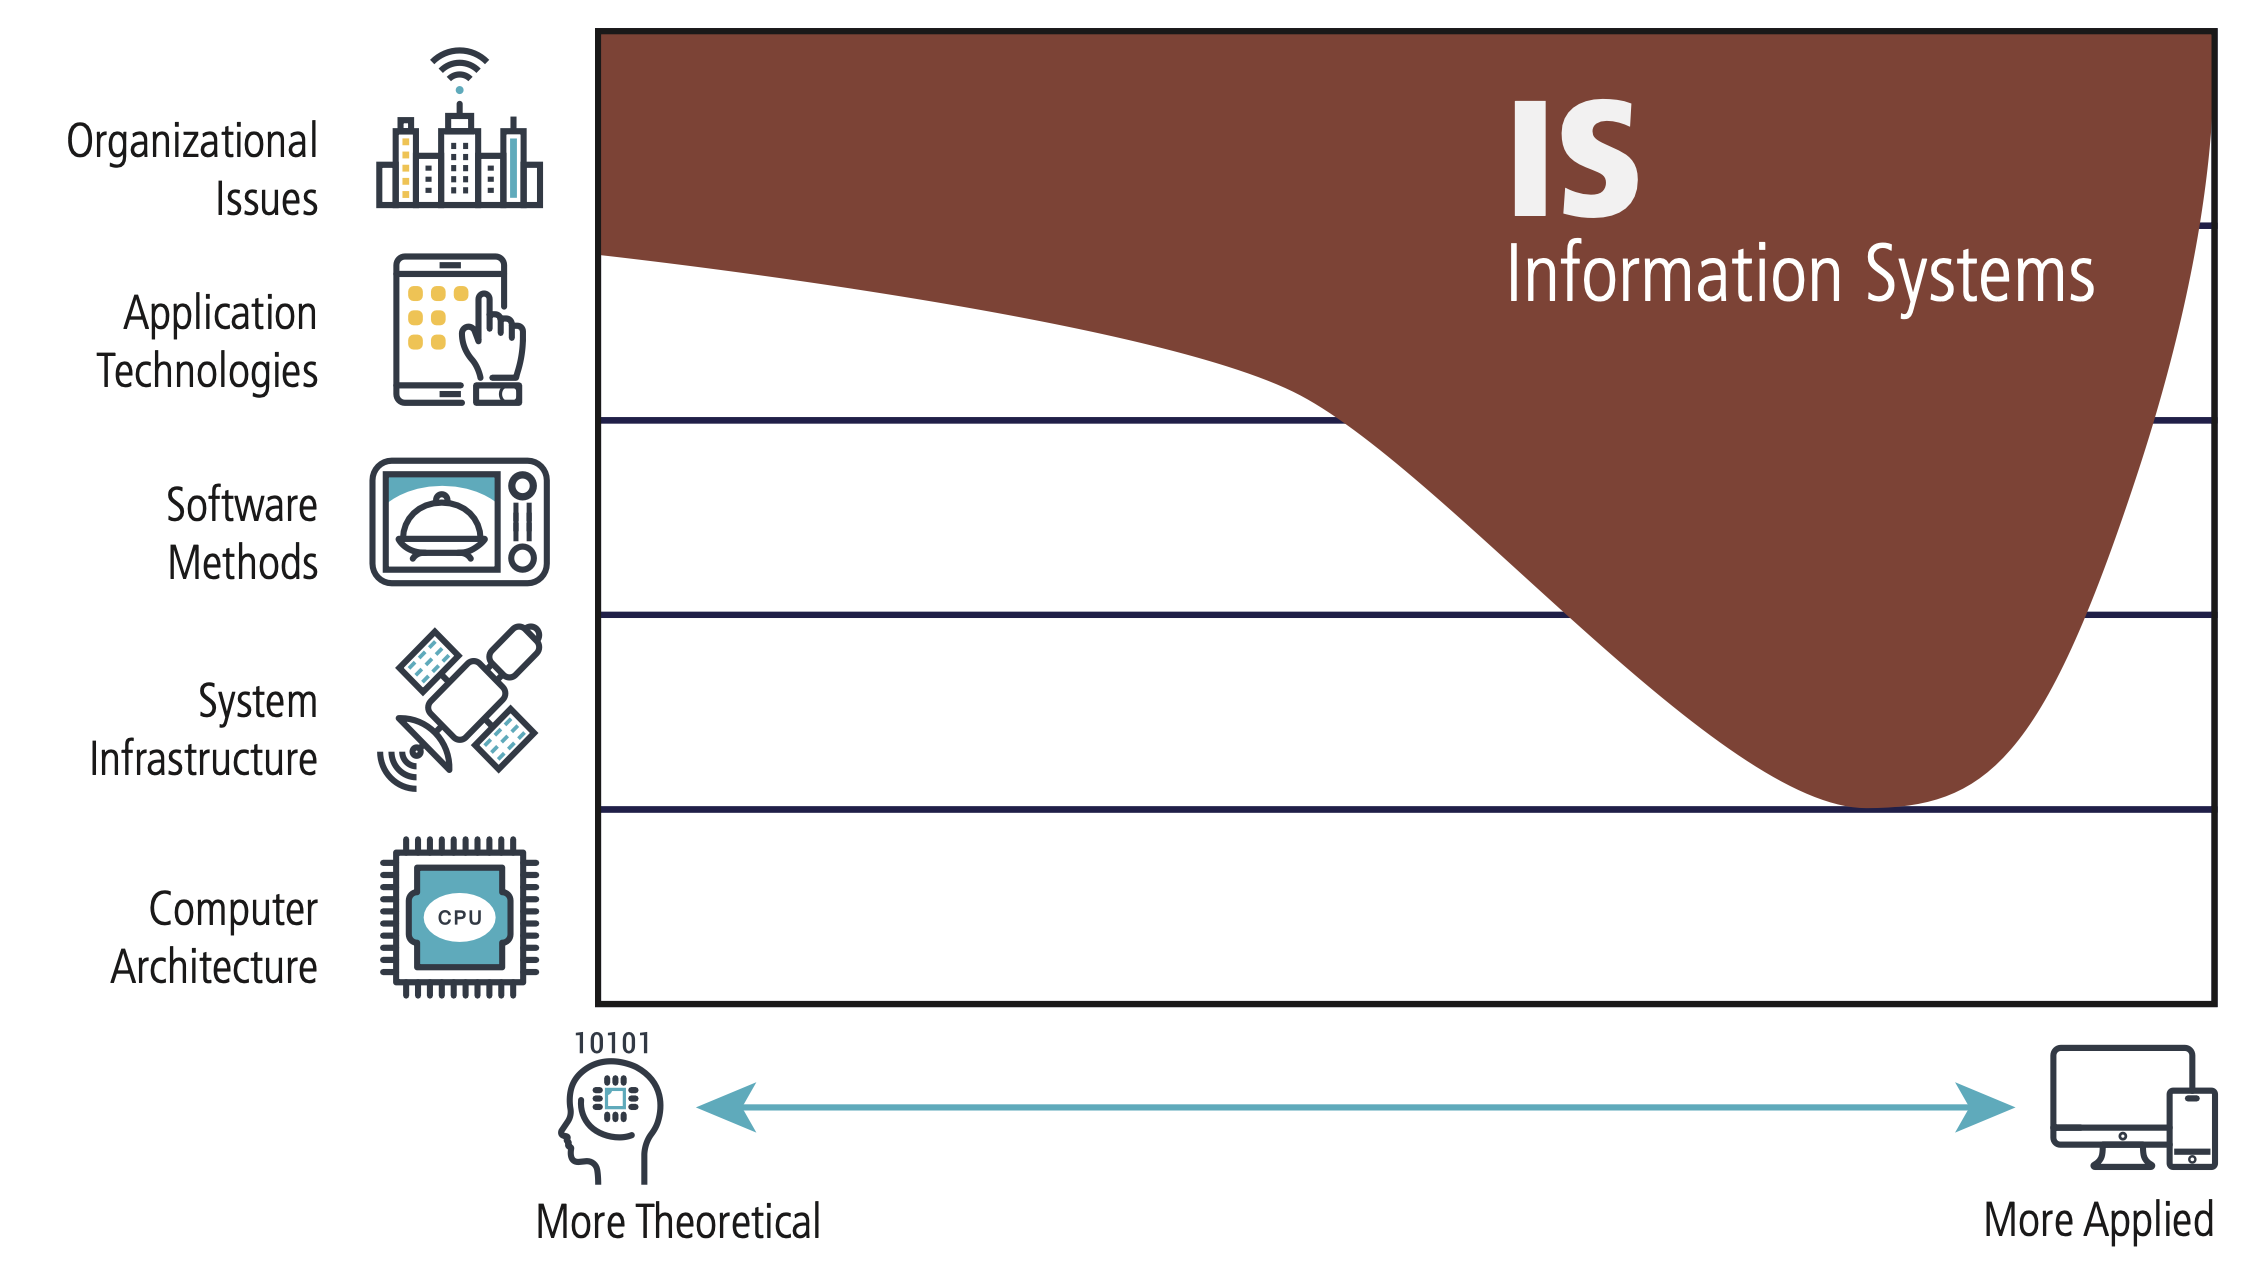 Organizational
Issues
IS
Information Systems
Application
Technologies
Software
Methods
System
Infrastructure
Computer
Architecture
CPU
10101
More Theoretical
More Applied